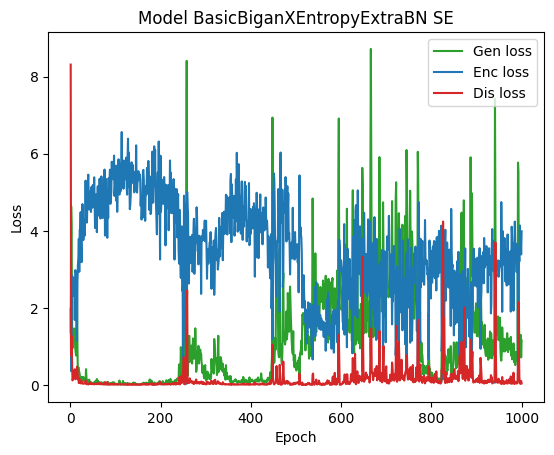 Model BasicBiganXEntropyExtraBN SE
Gen loss
Enc loss
Dis loss
Loss
8
6
4
2
0
0 200 400 600 800 1000
Epoch